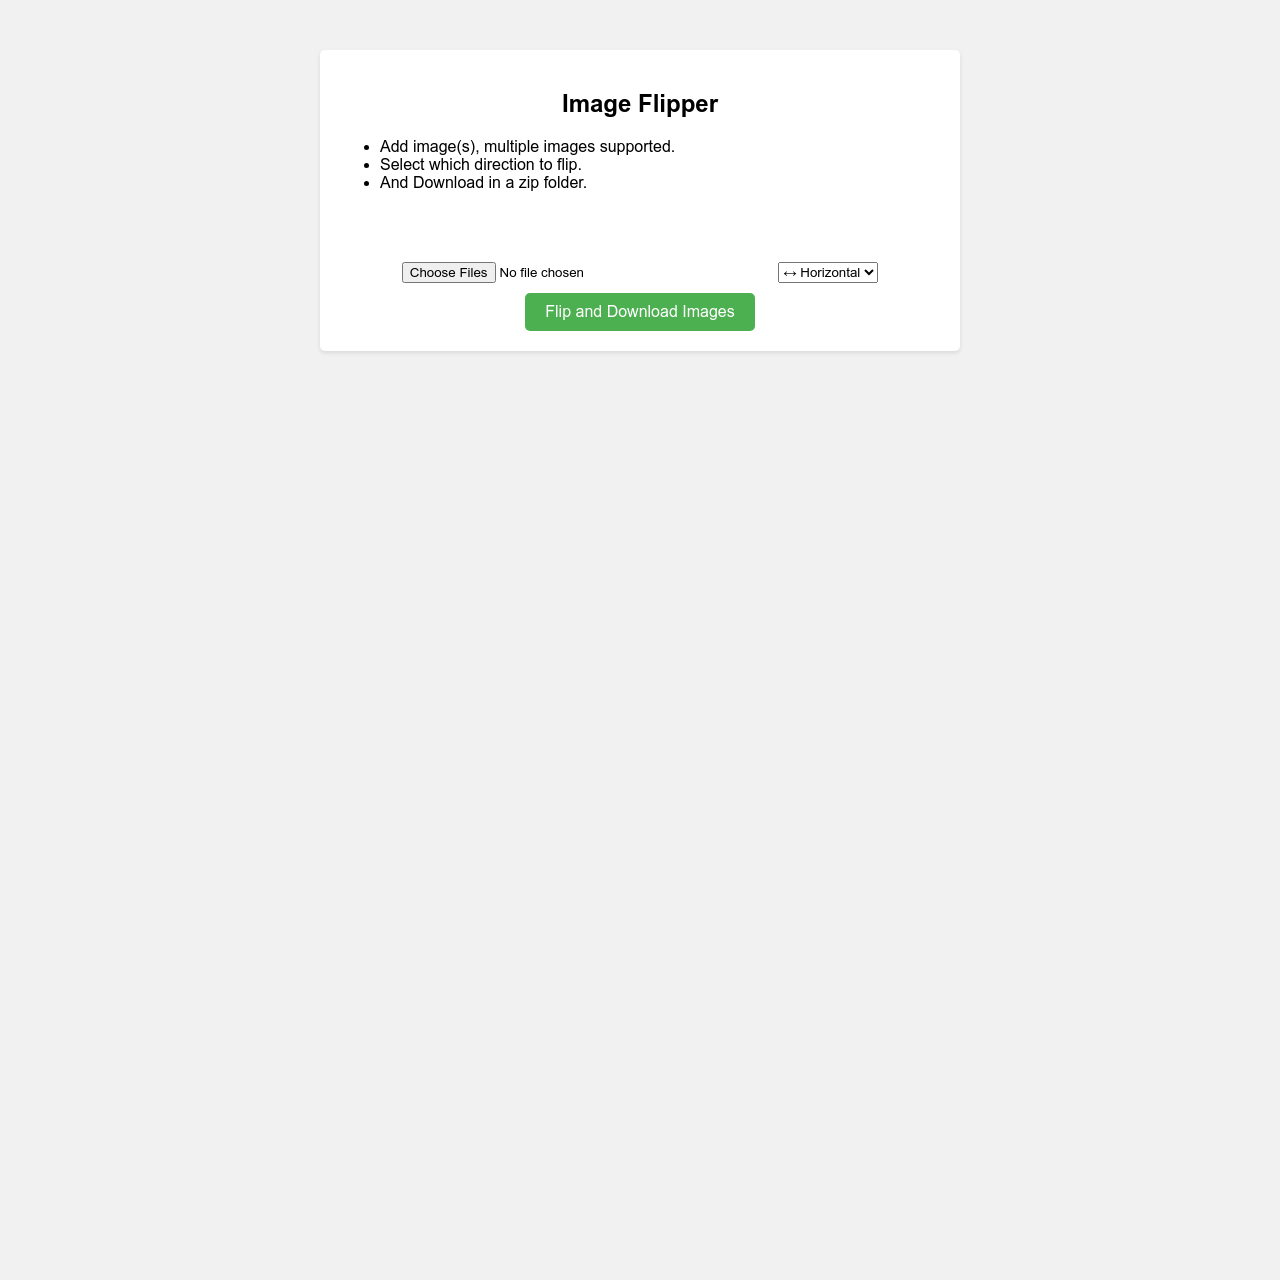 Image Flipper
Add image(s), multiple images supported.
Select which direction to flip.
And Download in a zip folder.
Choose Files No file chosen
↔ Horizontal
Flip and Download Images